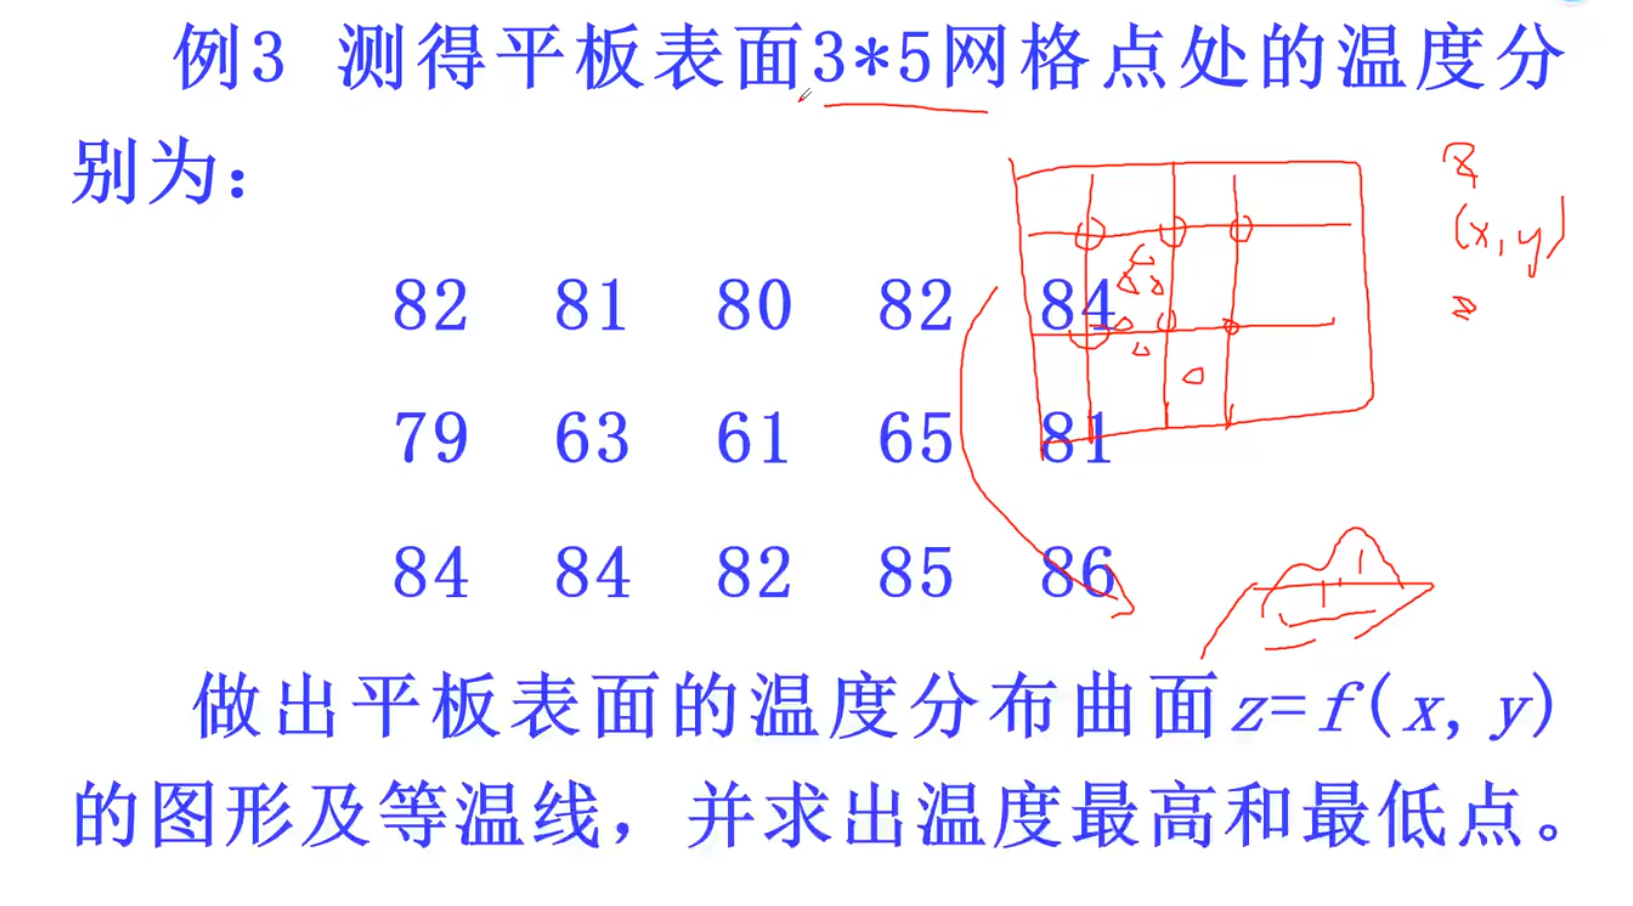 例3 测得平板表面3*5网格点处的温度分
别为：
z
(x,y)
82 81 80 82 84
z
79 63 61 65 81
84 84 82 85 86
做出平板表面的温度分布曲面z=f(x,y)
的图形及等温线，并求出温度最高和最低点。